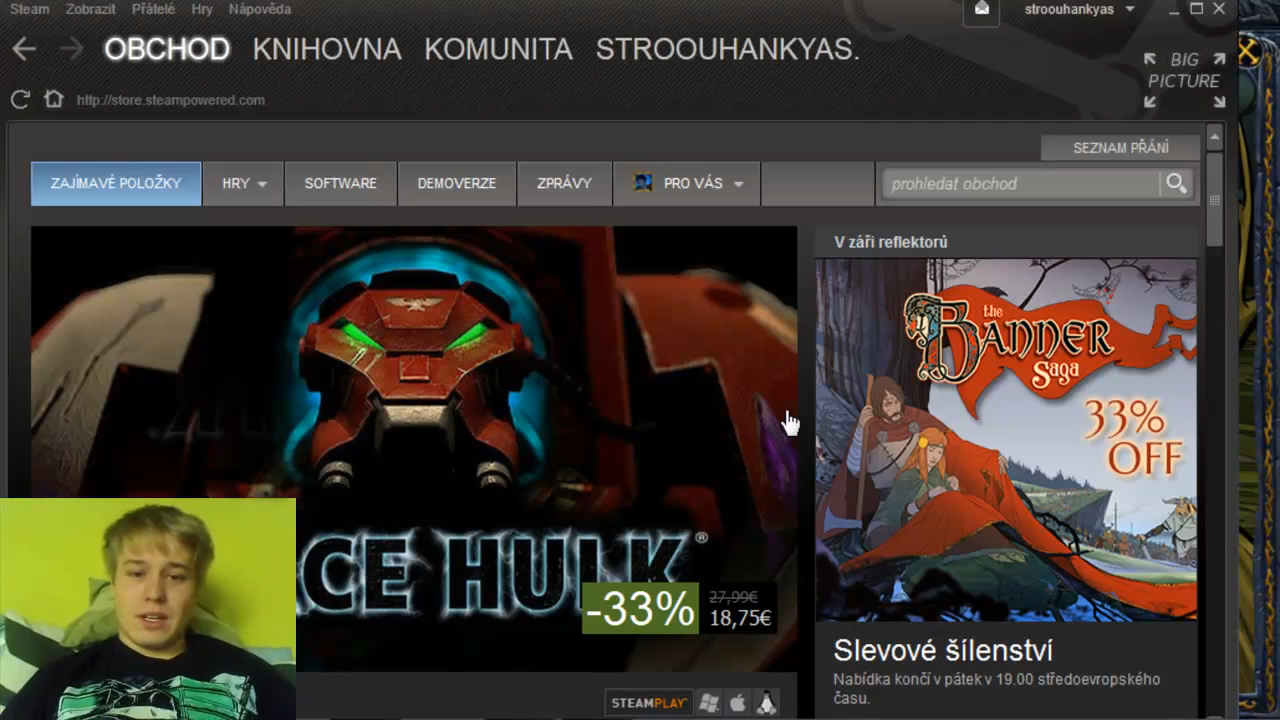 Steam Zobrazit Přátelé Hry Nápověda
stroouhankyas
OBCHOD KNIHOVNA KOMUNITA STROOUHANKYAS.
BIG
PICTURE
http://store.steampowered.com
SEZNAM PŘÁNÍ
ZAJÍMAVÉ POLOŽKY HRY SOFTWARE DEMOVERZE ZPRÁVY PRO VÁS prohledat obchod
V záři reflektorů
the
Banner
Saga
33%
OFF
ACE HULK®
-33% 27,99€
18,75€
Slevové šílenství
Nabídka končí v pátek v 19.00 středoevropského
času.
STEAMPLAY